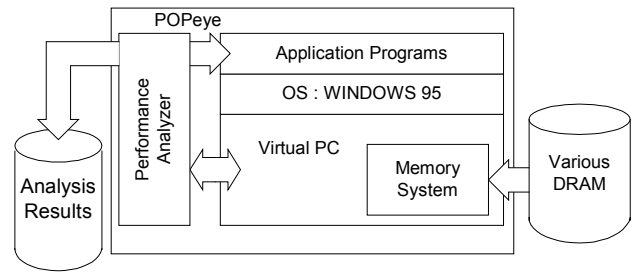 POPeye
Performance
Analyzer
Application Programs
OS : WINDOWS 95
Virtual PC
Memory
System
Analysis
Results
Various
DRAM